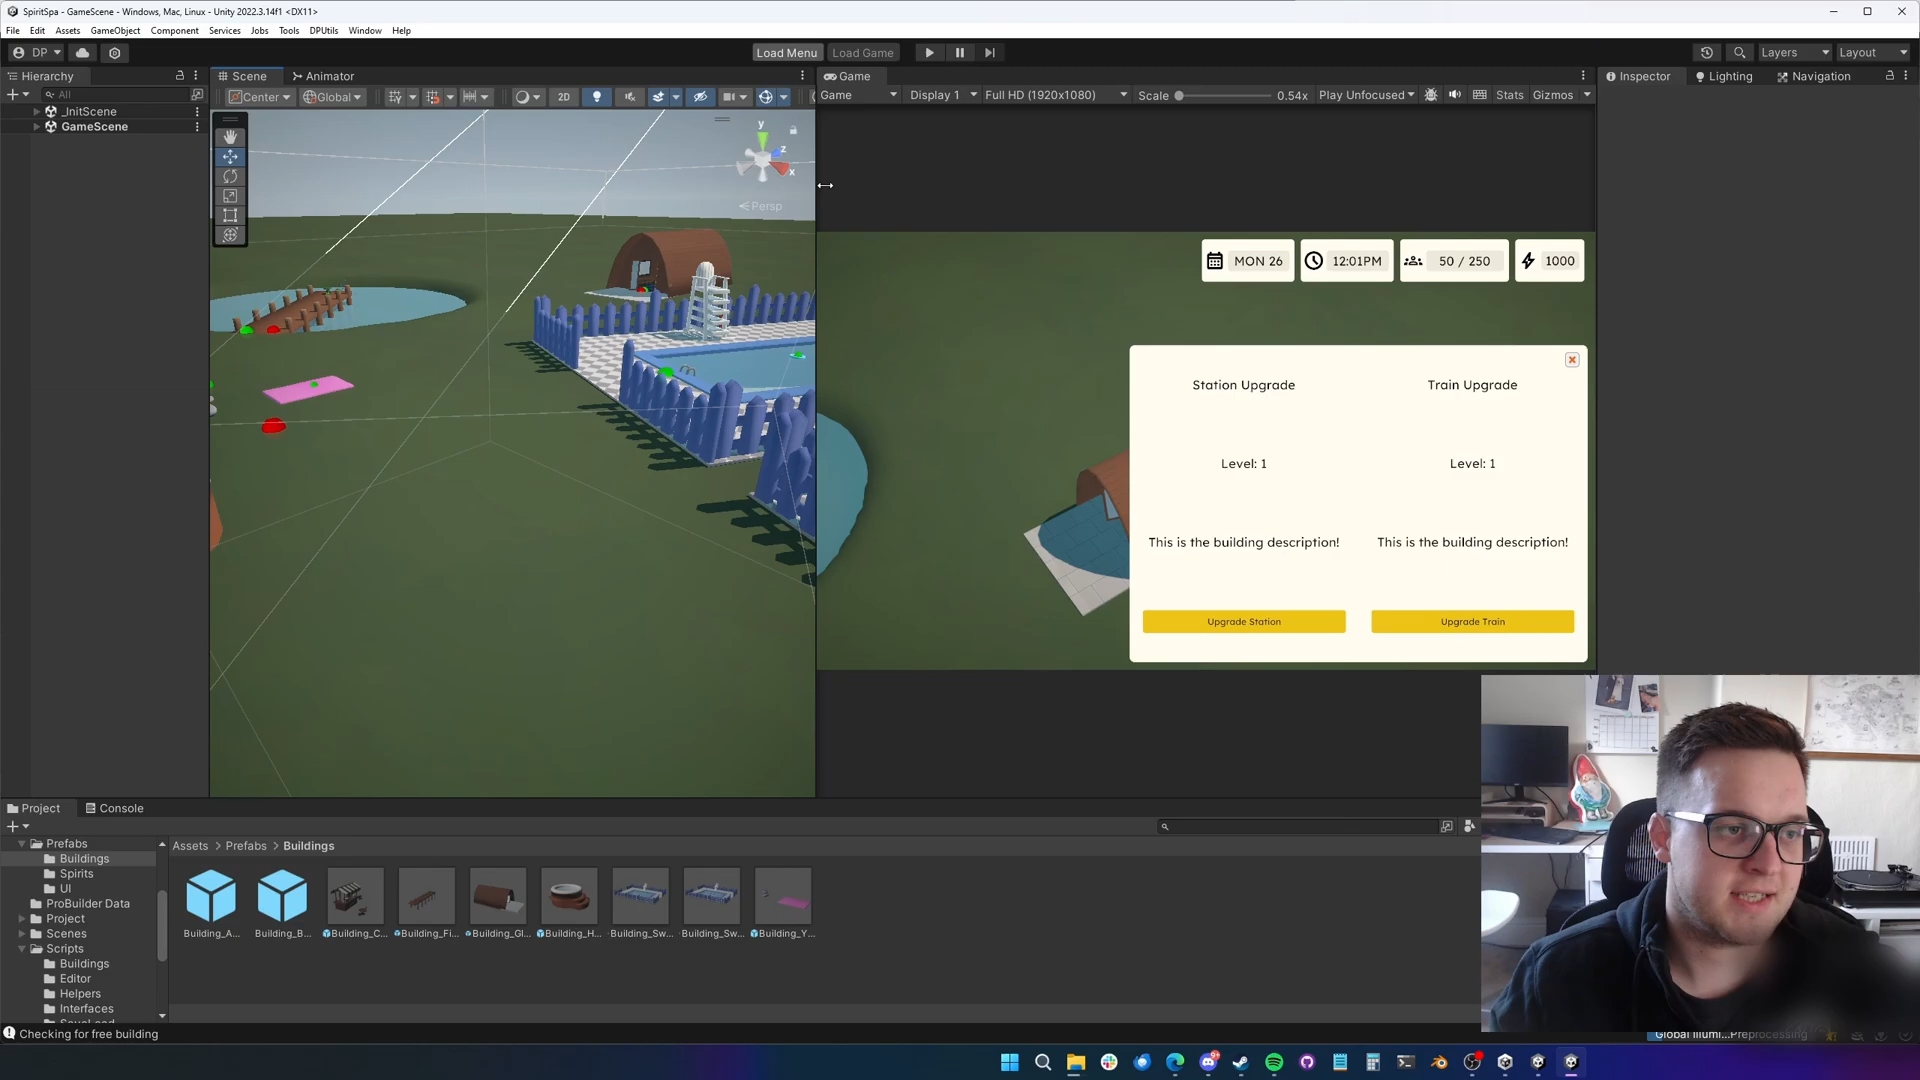 SpiritSpa - GameScene - Windows, Mac, Linux - Unity 2022.3.14f1 <DX11>
File Edit Assets GameObject Component Services Jobs Tools DPUtils Window Help
DP Load Menu Load Game Layers Layout
Hierarchy Scene Animator Game Inspector Lighting Navigation
All Center Global 2D Game Display 1 Full HD (1920x1080) Scale 0.54x Play Unfocused Stats Gizmos
_InitScene
GameScene
y
z
x
Persp
MON 26 12:01PM 50 / 250 1000
Station Upgrade Train Upgrade
Level: 1 Level: 1
This is the building description! This is the building description!
Upgrade Station Upgrade Train
Project Console
Prefabs
Buildings
Spirits
UI
ProBuilder Data
Project
Scenes
Scripts
Buildings
Editor
Helpers
Interfaces
Assets > Prefabs > Buildings
Building_A... Building_B... Building_C... Building_Fi... Building_Gl... Building_H... Building_Sw... Building_Sw... Building_Y...
Checking for free building
Global Illumi...Preprocessing